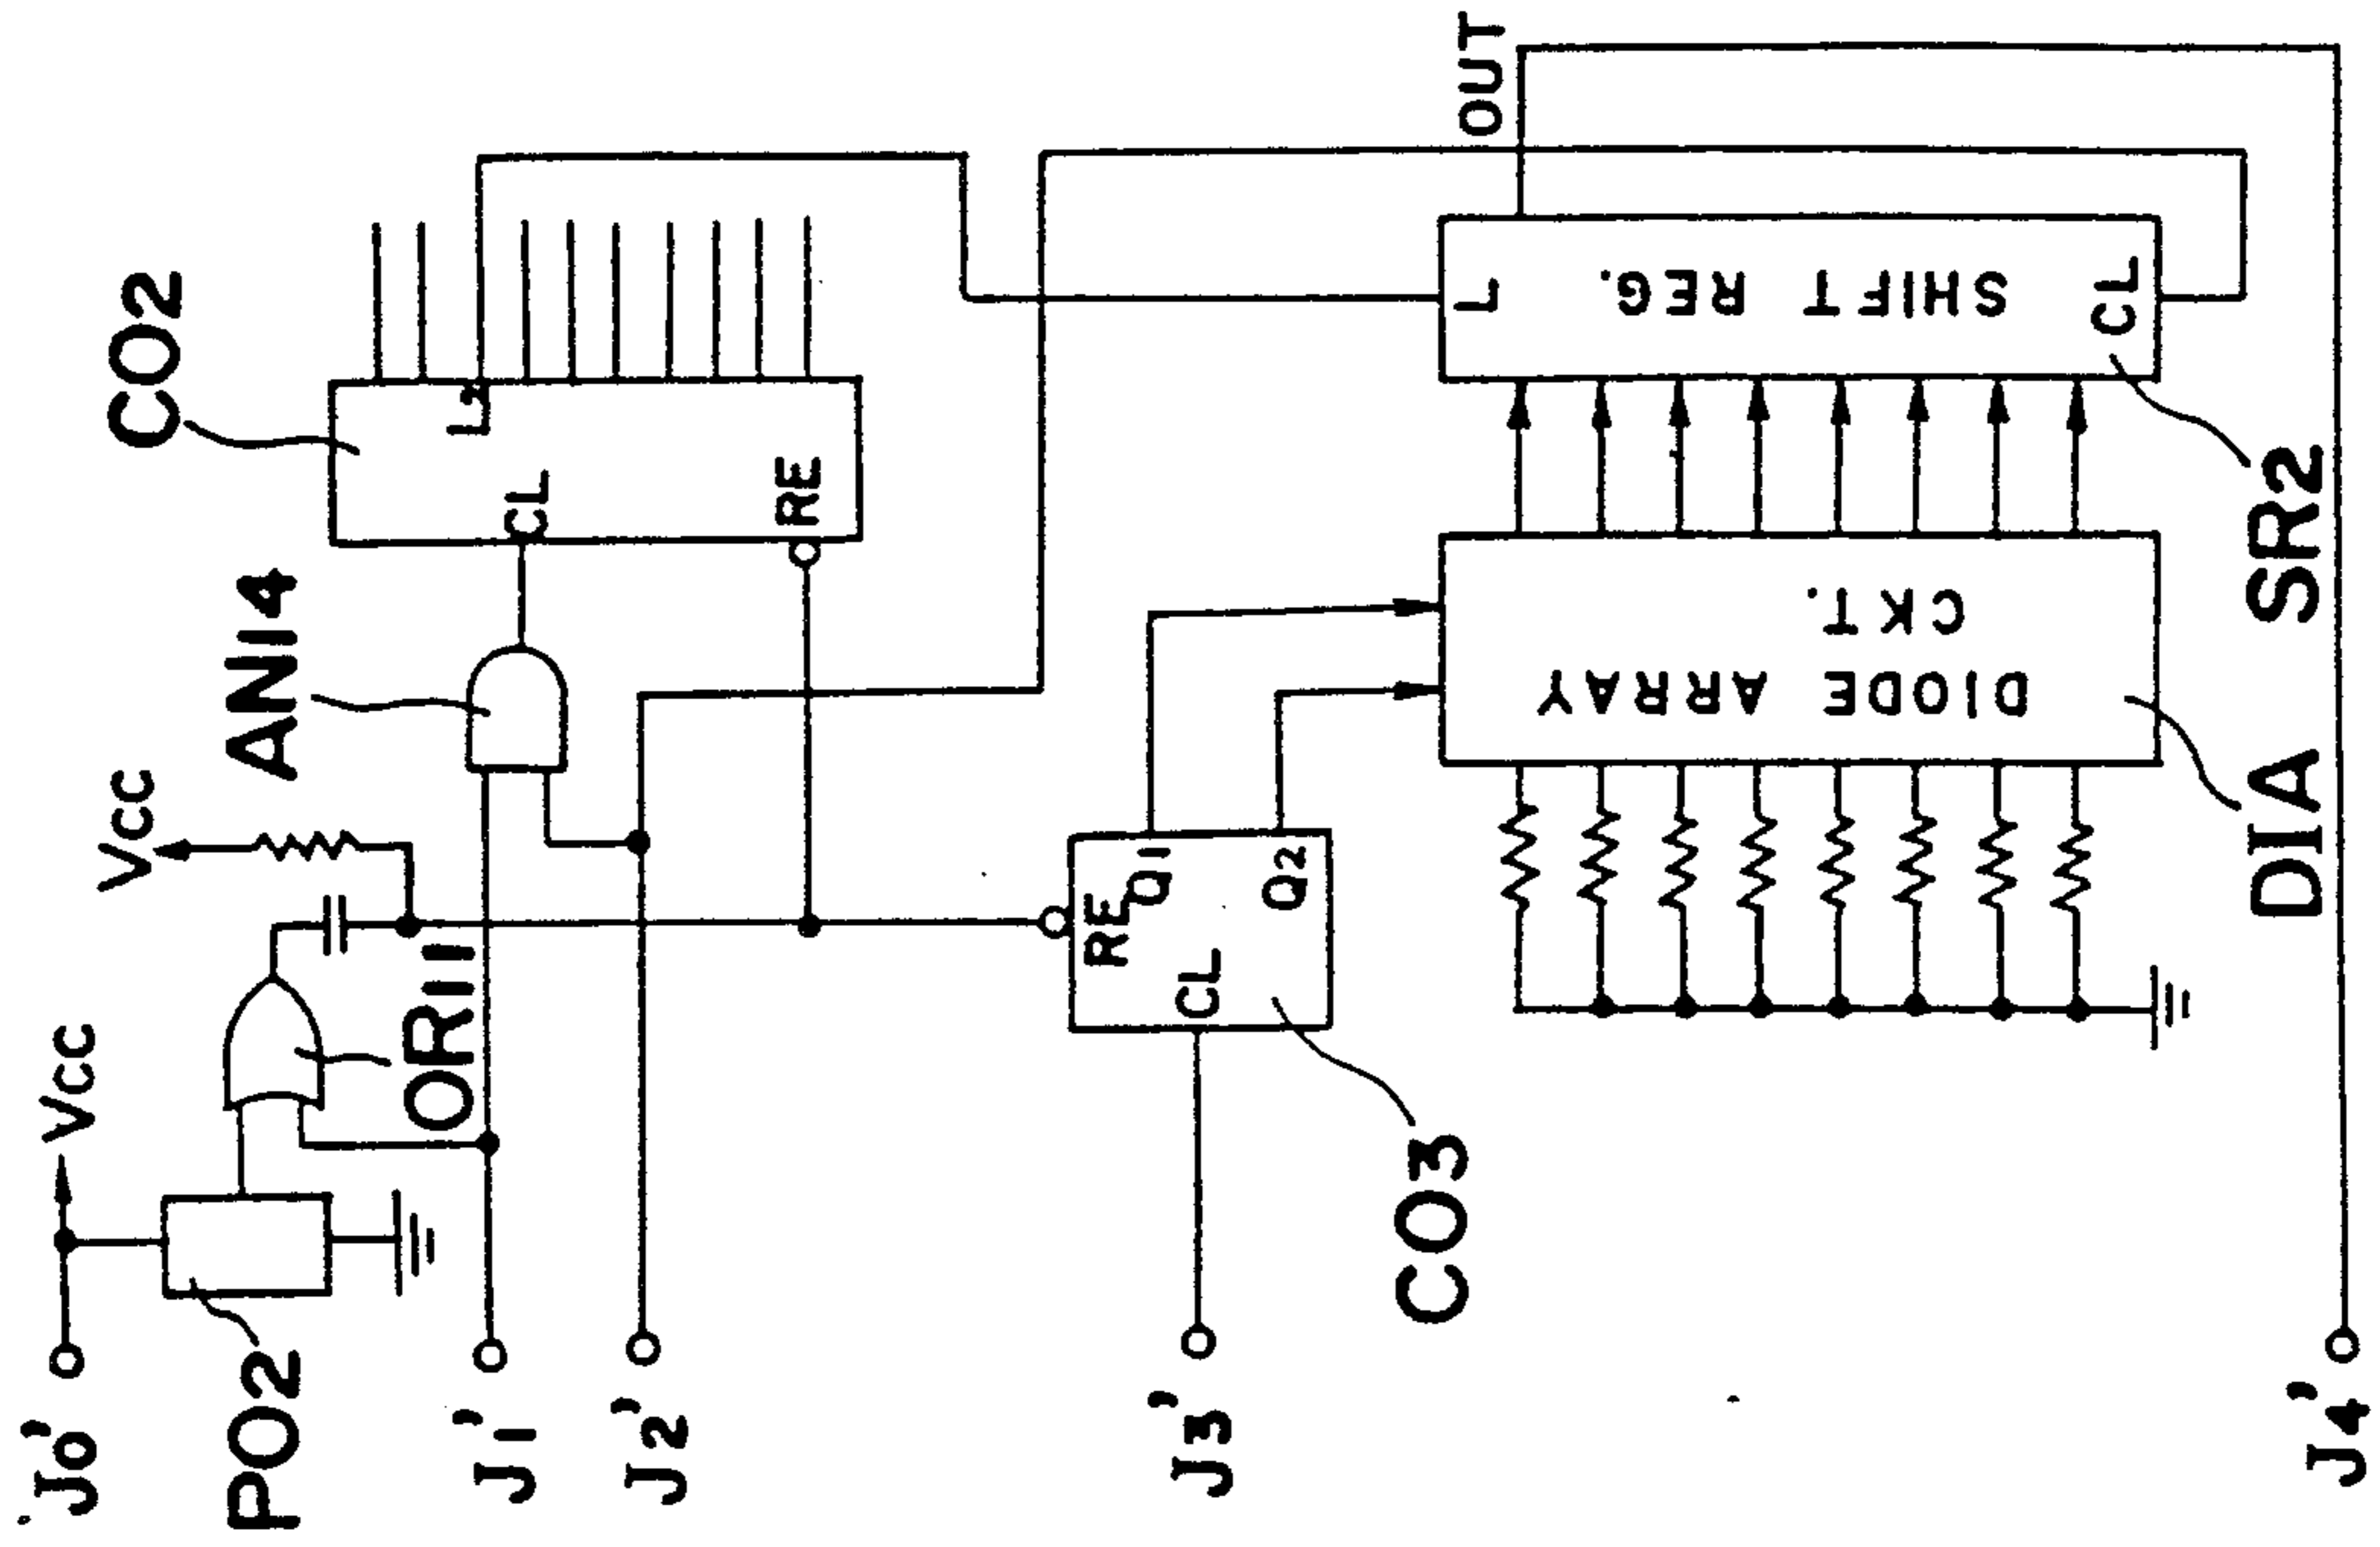 J0'
Vcc
PO2
OR11
Vcc
AN14
CO2
J1'
CL
L2
RE
J2'
J3'
CL
RE
Q1
Q2
CO3
DIODE ARRAY
CKT.
DIA
L
SHIFT REG.
CL
OUT
SR2
J4'